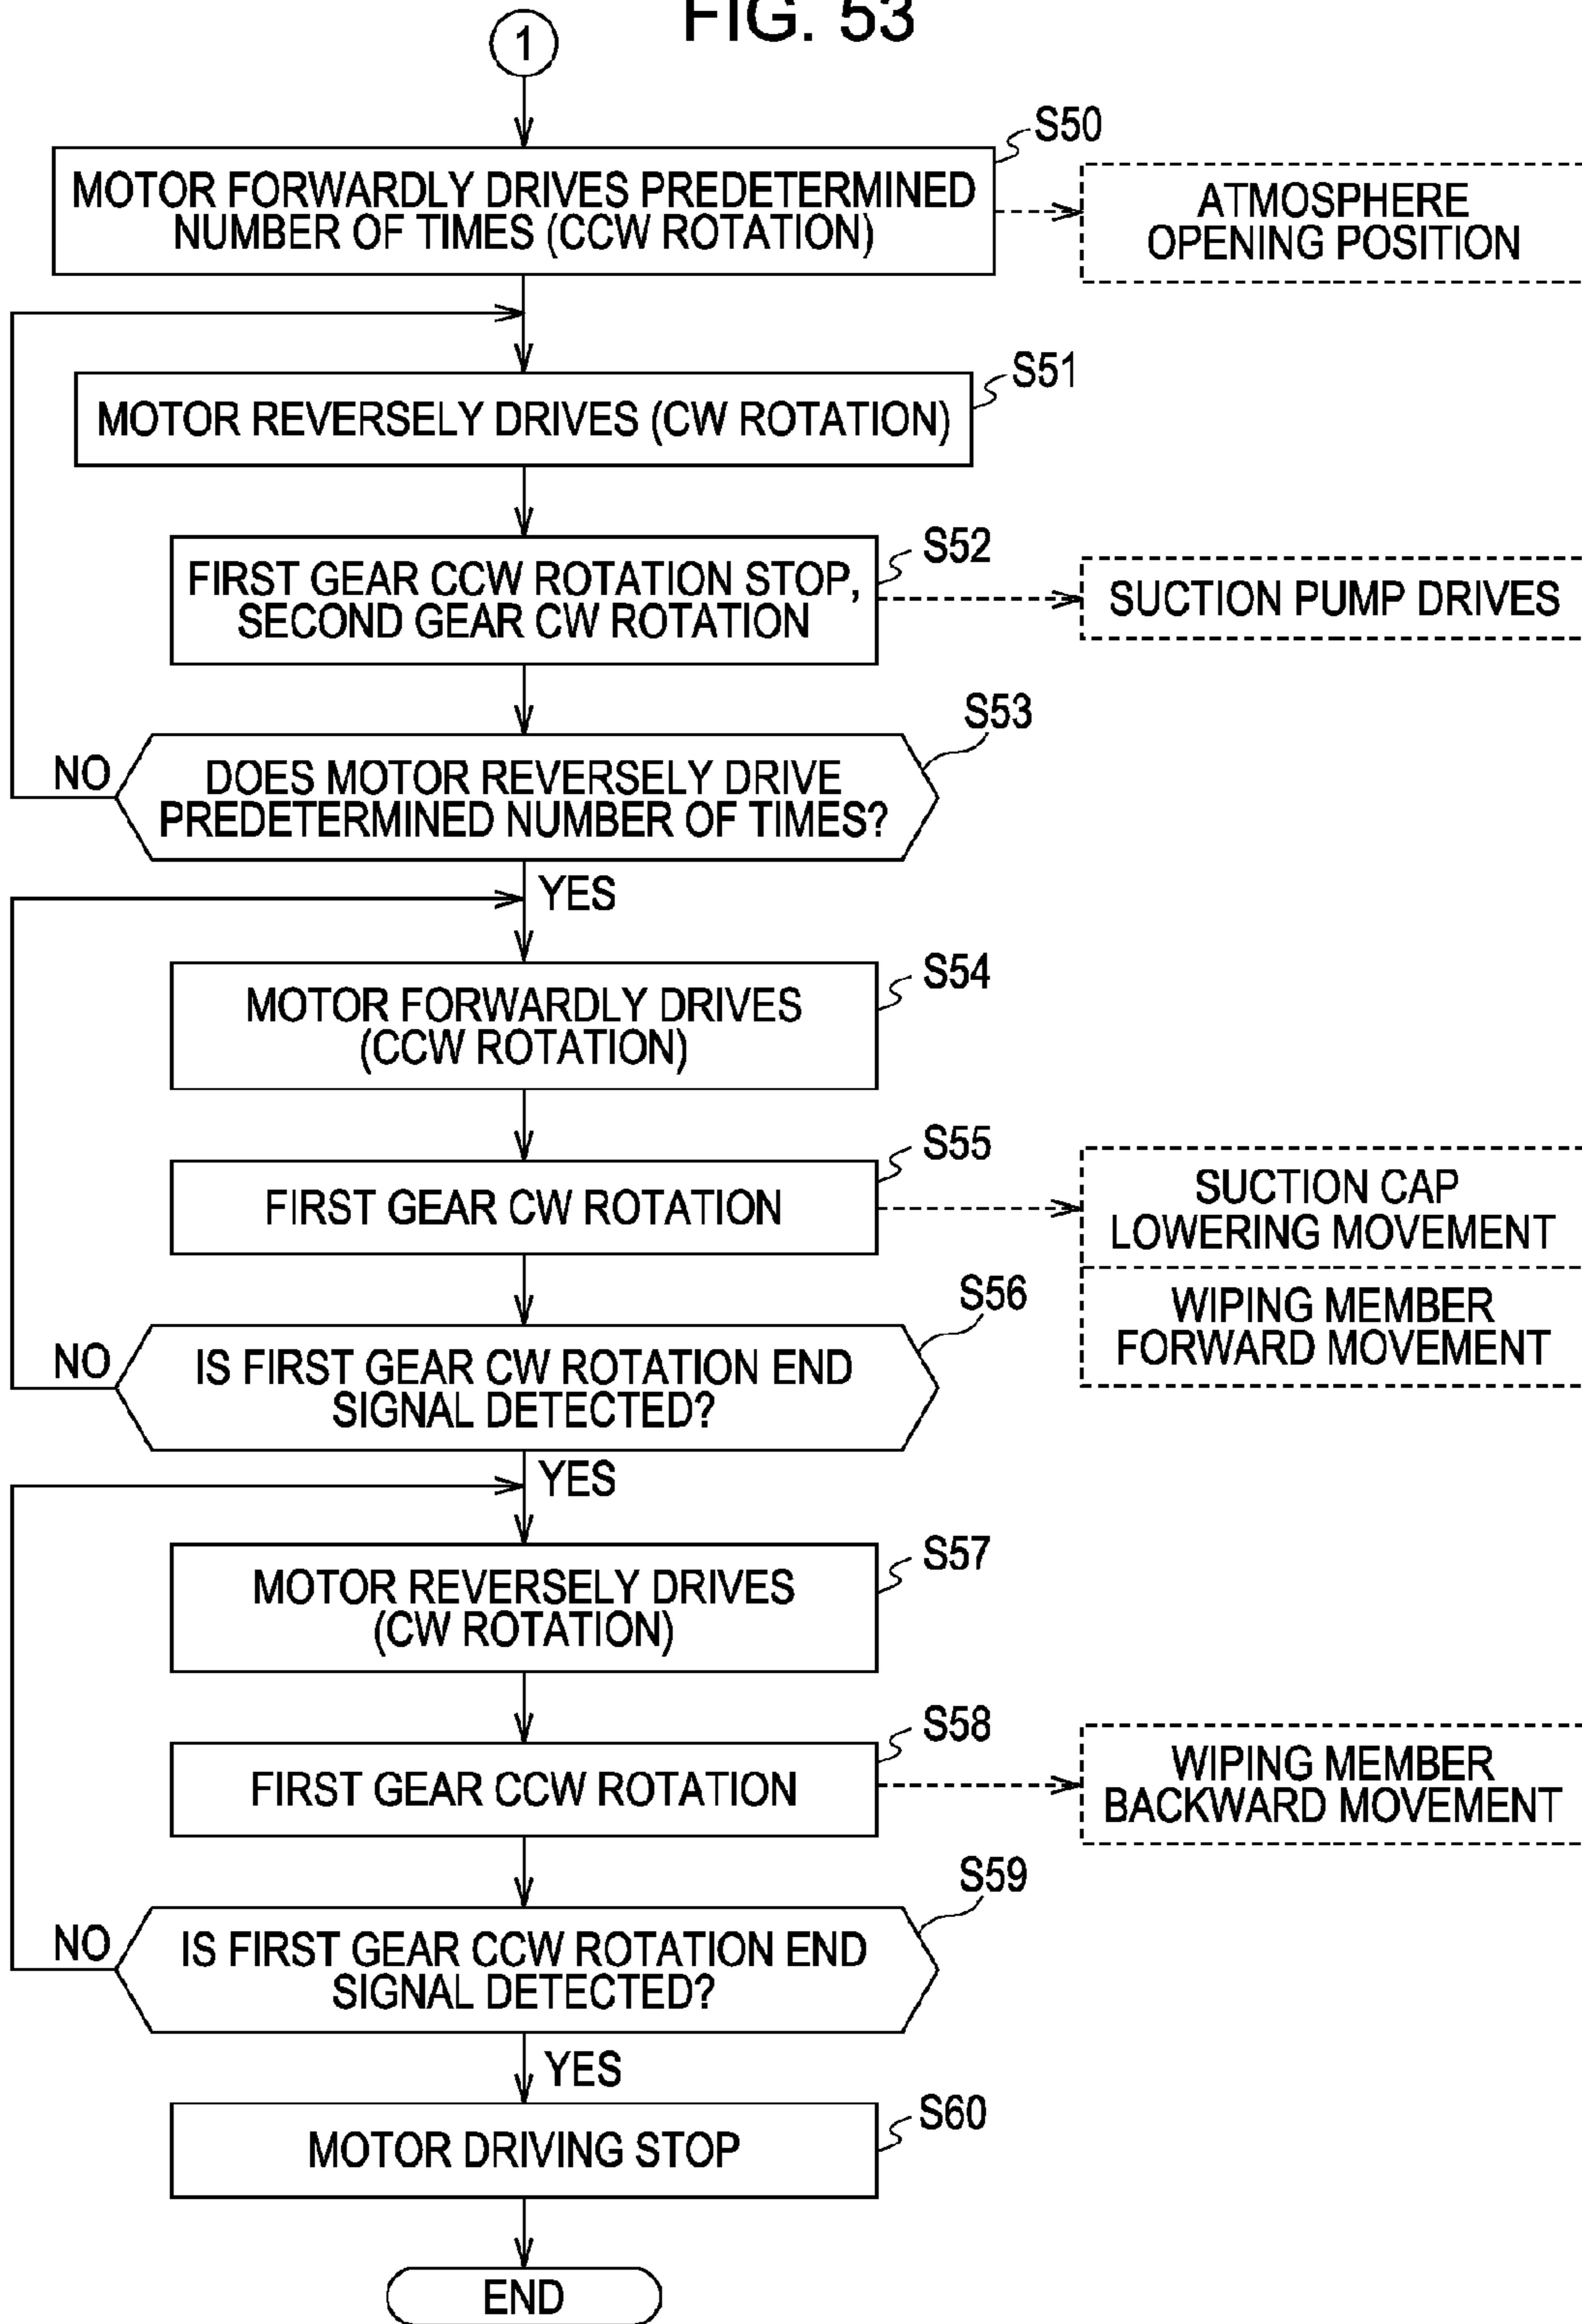 FIG. 53
1
S50
MOTOR FORWARDLY DRIVES PREDETERMINED
NUMBER OF TIMES (CCW ROTATION)
ATMOSPHERE
OPENING POSITION
S51
MOTOR REVERSELY DRIVES (CW ROTATION)
S52
FIRST GEAR CCW ROTATION STOP,
SECOND GEAR CW ROTATION
SUCTION PUMP DRIVES
S53
NO
DOES MOTOR REVERSELY DRIVE
PREDETERMINED NUMBER OF TIMES?
YES
S54
MOTOR FORWARDLY DRIVES
(CCW ROTATION)
S55
FIRST GEAR CW ROTATION
SUCTION CAP
LOWERING MOVEMENT
WIPING MEMBER
FORWARD MOVEMENT
S56
NO
IS FIRST GEAR CW ROTATION END
SIGNAL DETECTED?
YES
S57
MOTOR REVERSELY DRIVES
(CW ROTATION)
S58
FIRST GEAR CCW ROTATION
WIPING MEMBER
BACKWARD MOVEMENT
S59
NO
IS FIRST GEAR CCW ROTATION END
SIGNAL DETECTED?
YES
S60
MOTOR DRIVING STOP
END